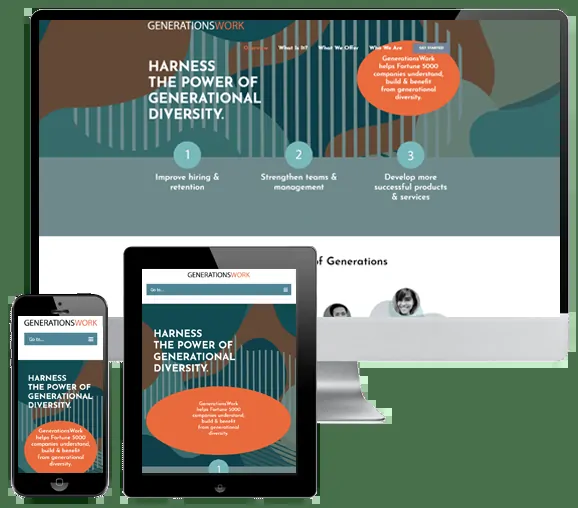 GENERATIONSWORK
Overview What Is It? What We Offer Who We Are GET STARTED
HARNESS
THE POWER OF
GENERATIONAL
DIVERSITY.
GenerationsWork
helps Fortune 5000
companies understand,
build & benefit
from generational
diversity.
1
Improve hiring &
retention
2
Strengthen teams &
management
3
Develop more
successful products
& services
of Generations
GENERATIONSWORK
Go to...
HARNESS
THE POWER OF
GENERATIONAL
DIVERSITY.
GenerationsWork
helps Fortune 5000
companies understand,
build & benefit
from generational
diversity.
1
GENERATIONSWORK
Go to...
HARNESS
THE POWER OF
GENERATIONAL
DIVERSITY.
GenerationsWork
helps Fortune 5000
companies understand,
build & benefit
from generational
diversity.